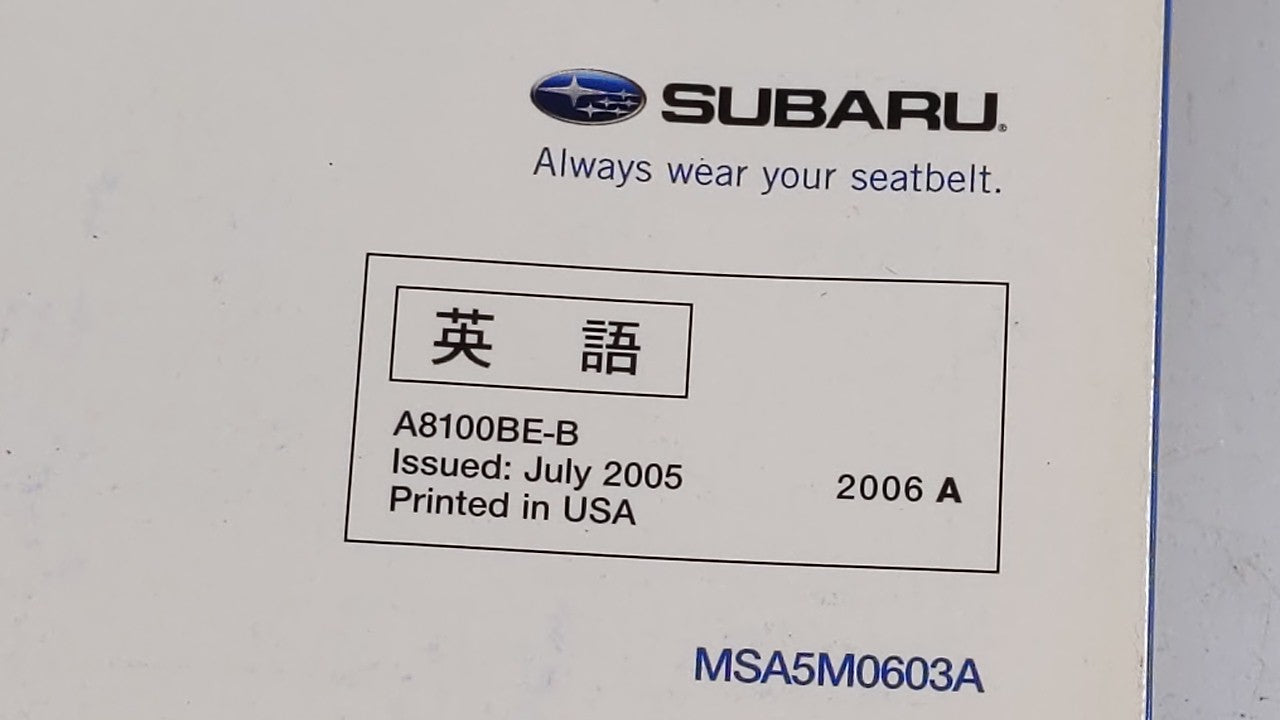 SUBARU®
Always wear your seatbelt.
英 語
A8100BE-B
Issued: July 2005
Printed in USA
2006 A
MSA5M0603A